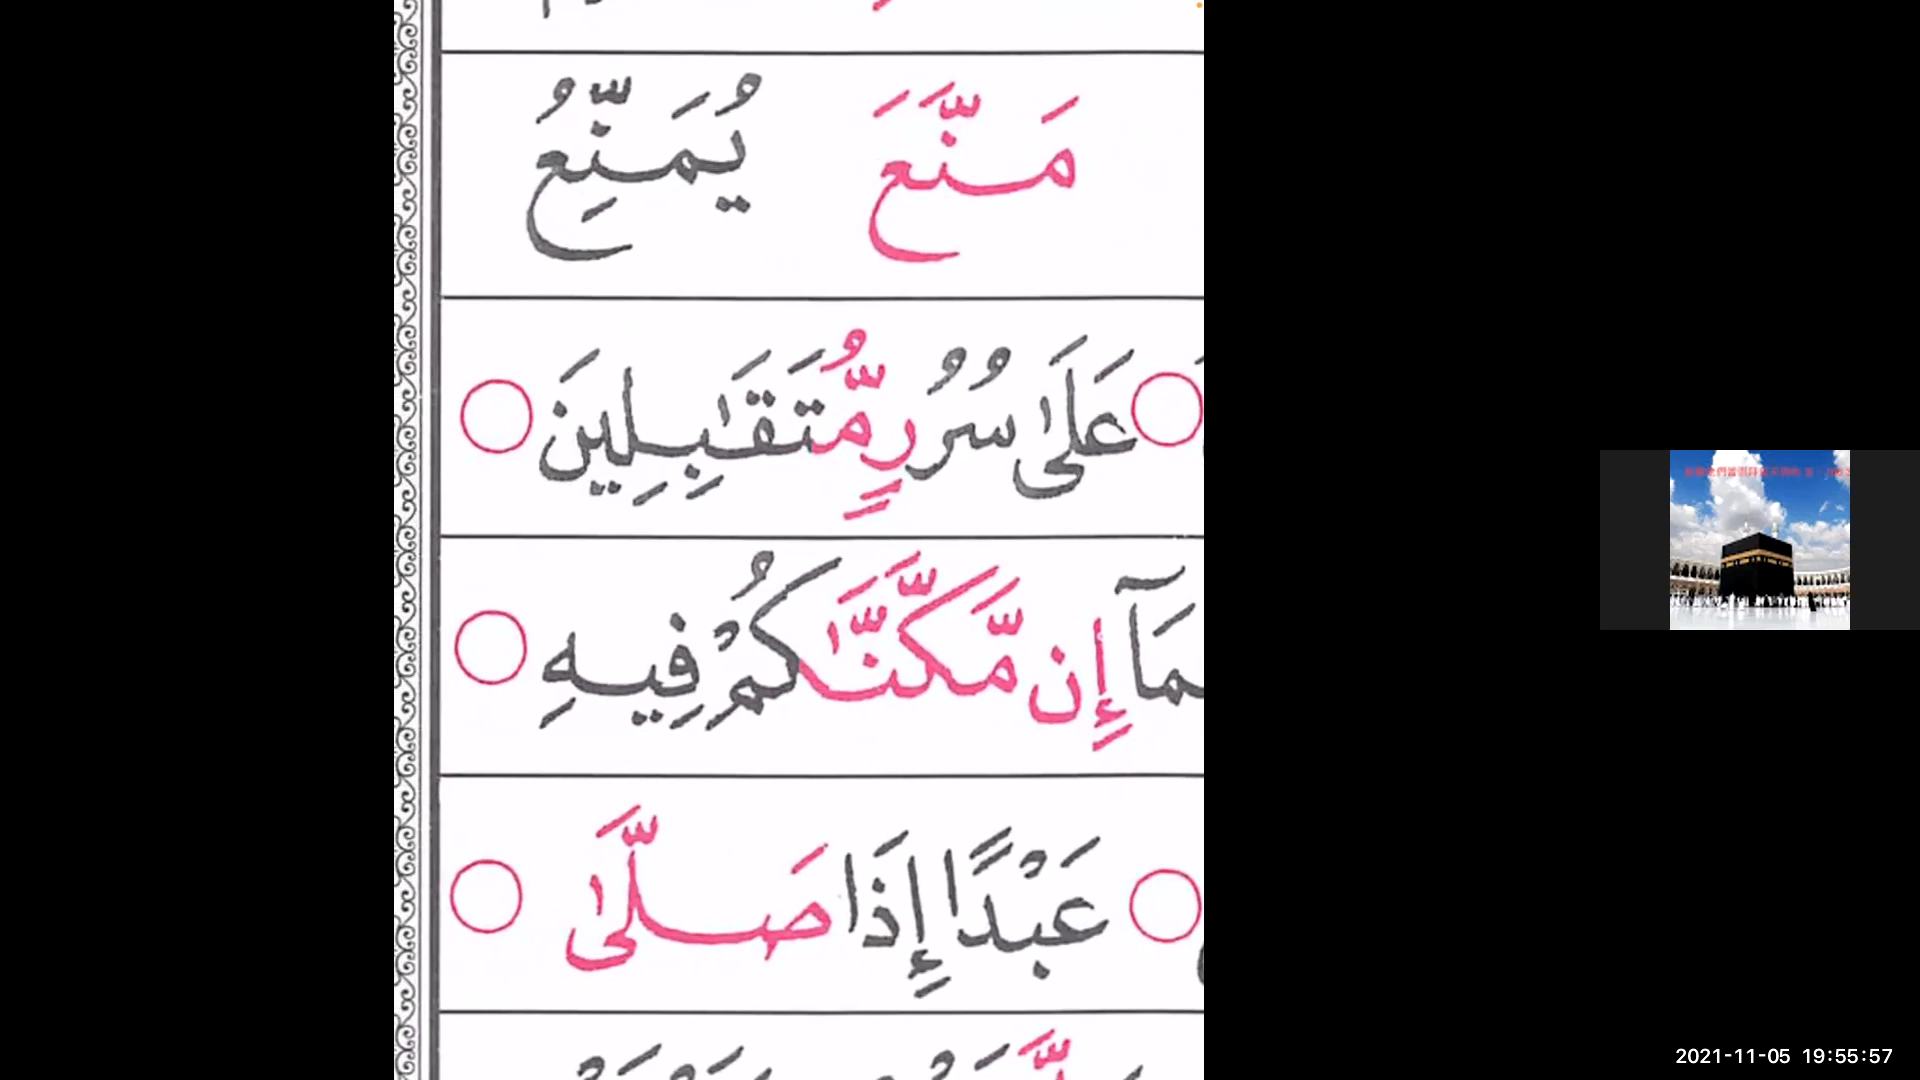 مَنَّعَ يُمَنِّعُ
عَلَىٰ سُرُرٍ مُّتَقَٰبِلِينَ
مَآ إِن مَّكَّنَّٰكُمْ فِيهِ
عَبْدًا إِذَا صَلَّىٰ
2021-11-05 19:55:57